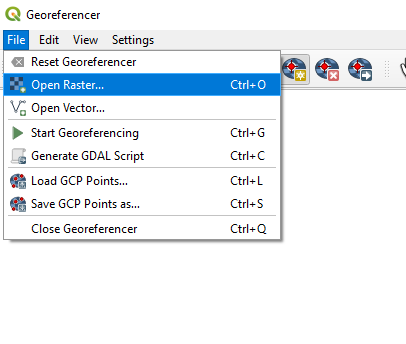 Georeferencer
File Edit View Settings
Reset Georeferencer
Open Raster... Ctrl+O
Open Vector...
Start Georeferencing Ctrl+G
Generate GDAL Script Ctrl+C
Load GCP Points... Ctrl+L
Save GCP Points as... Ctrl+S
Close Georeferencer Ctrl+Q